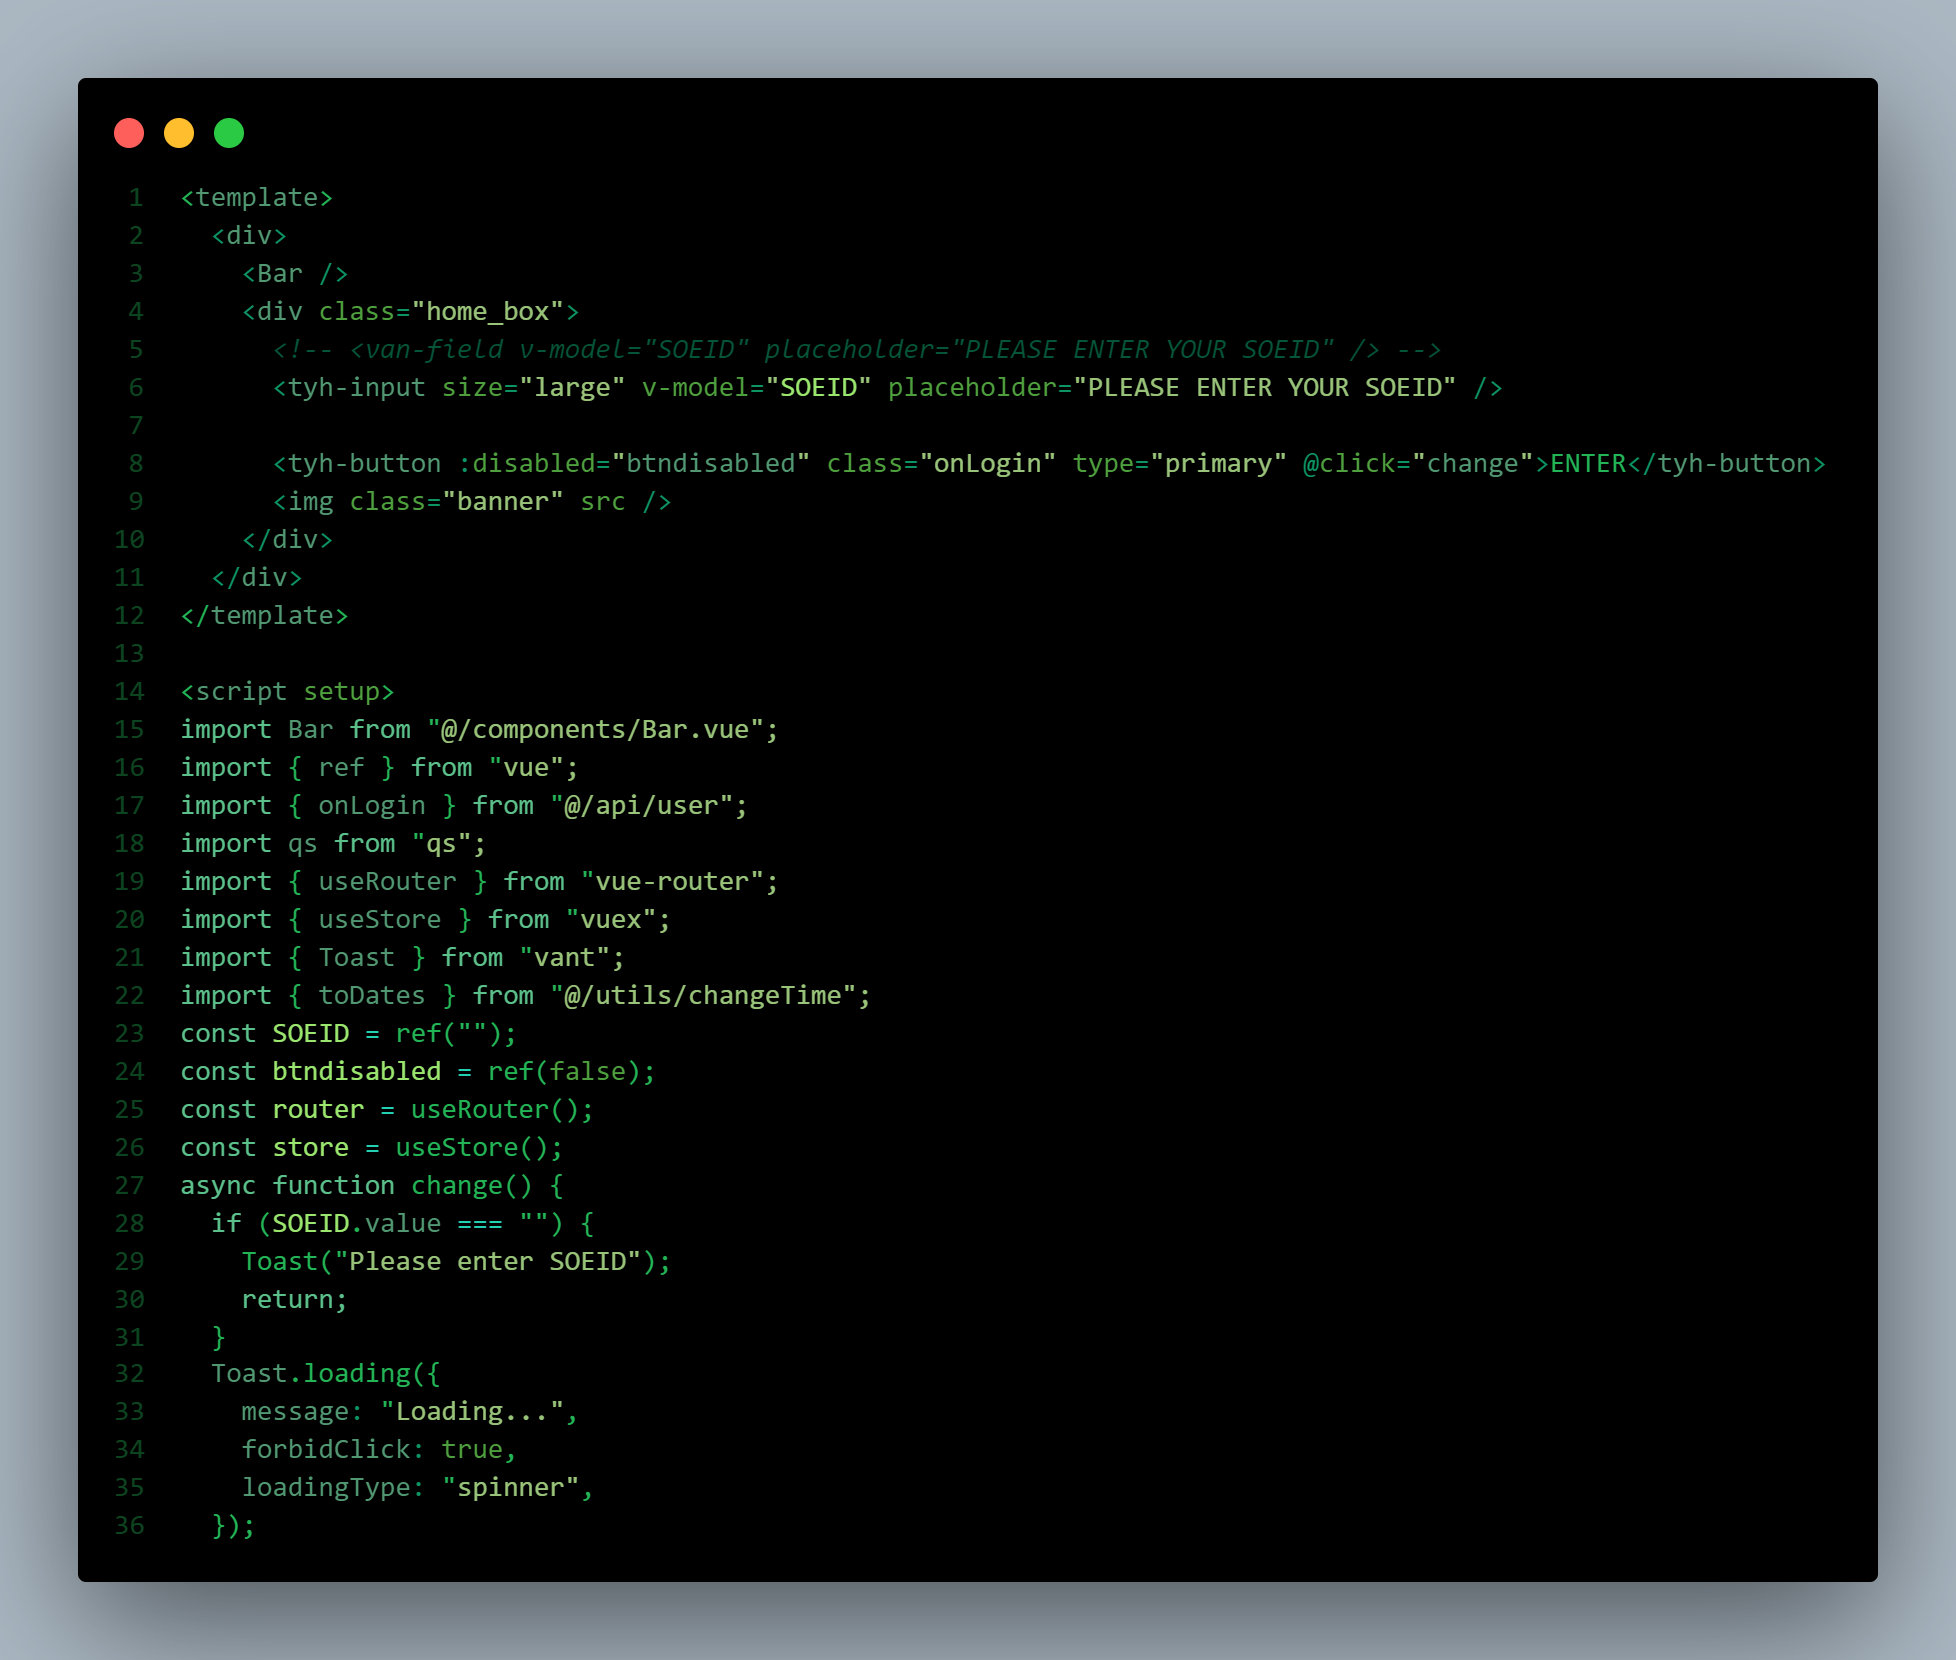 1 <template>
2   <div>
3     <Bar />
4     <div class="home_box">
5       <!-- <van-field v-model="SOEID" placeholder="PLEASE ENTER YOUR SOEID" /> -->
6       <tyh-input size="large" v-model="SOEID" placeholder="PLEASE ENTER YOUR SOEID" />
7
8       <tyh-button :disabled="btndisabled" class="onLogin" type="primary" @click="change">ENTER</tyh-button>
9       <img class="banner" src />
10     </div>
11   </div>
12 </template>
13
14 <script setup>
15 import Bar from "@/components/Bar.vue";
16 import { ref } from "vue";
17 import { onLogin } from "@/api/user";
18 import qs from "qs";
19 import { useRouter } from "vue-router";
20 import { useStore } from "vuex";
21 import { Toast } from "vant";
22 import { toDates } from "@/utils/changeTime";
23 const SOEID = ref("");
24 const btndisabled = ref(false);
25 const router = useRouter();
26 const store = useStore();
27 async function change() {
28   if (SOEID.value === "") {
29     Toast("Please enter SOEID");
30     return;
31   }
32   Toast.loading({
33     message: "Loading...",
34     forbidClick: true,
35     loadingType: "spinner",
36   });